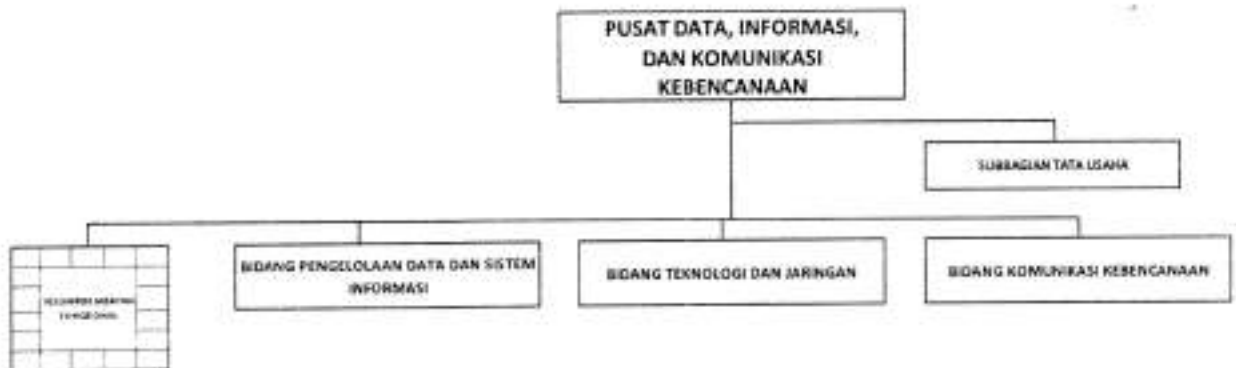 PUSAT DATA, INFORMASI,
DAN KOMUNIKASI
KEBENCANAAN
SUBBAGIAN TATA USAHA
BIDANG PENGELOLAAN DATA DAN SISTEM
INFORMASI
BIDANG TEKNOLOGI DAN JARINGAN
BIDANG KOMUNIKASI KEBENCANAAN